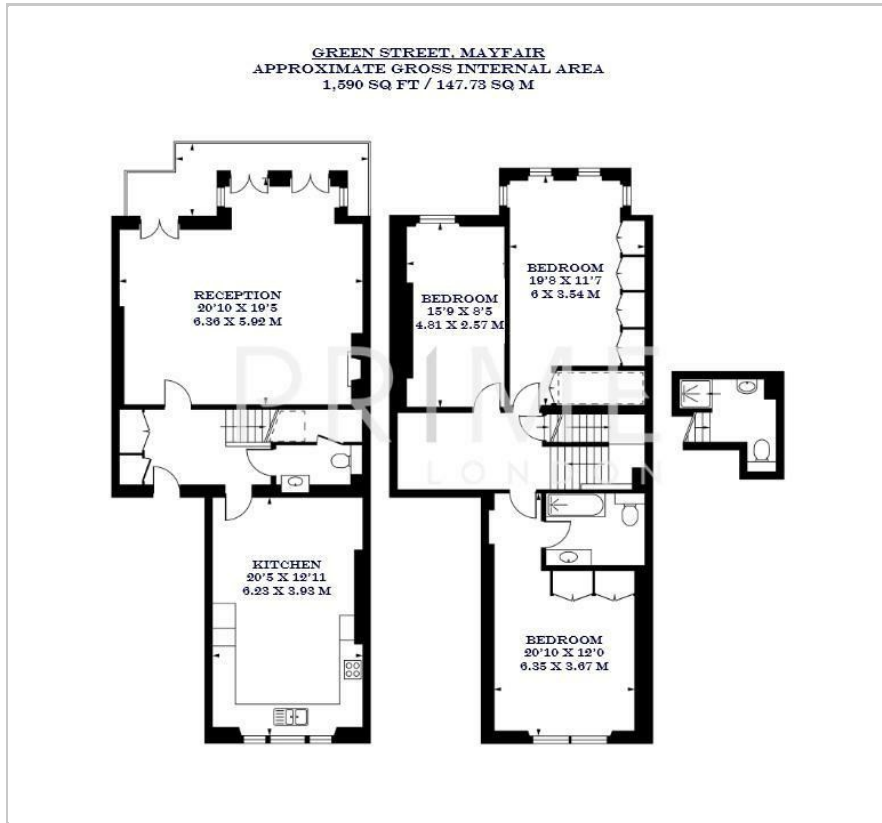 GREEN STREET, MAYFAIR
APPROXIMATE GROSS INTERNAL AREA
1,590 SQ FT / 147.73 SQ M
RECEPTION
20'10 X 19'5
6.36 X 5.92 M
BEDROOM
15'9 X 8'5
4.81 X 2.57 M
BEDROOM
19'8 X 11'7
6 X 3.54 M
PRIME
LONDON
KITCHEN
20'5 X 12'11
6.23 X 3.93 M
BEDROOM
20'10 X 12'0
6.35 X 3.67 M